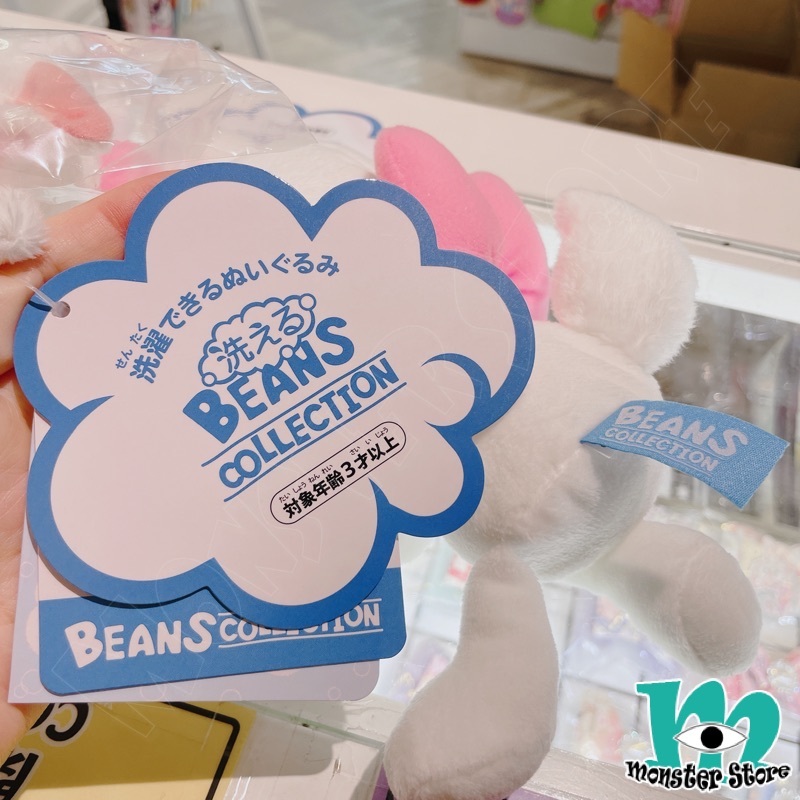 せんたく
洗濯できるぬいぐるみ
洗える
BEANS
COLLECTION
たいしょうねんれい さいいじょう
対象年齢3才以上
BEANS COLLECTION
BEANS
COLLECTION
m
Monster Store